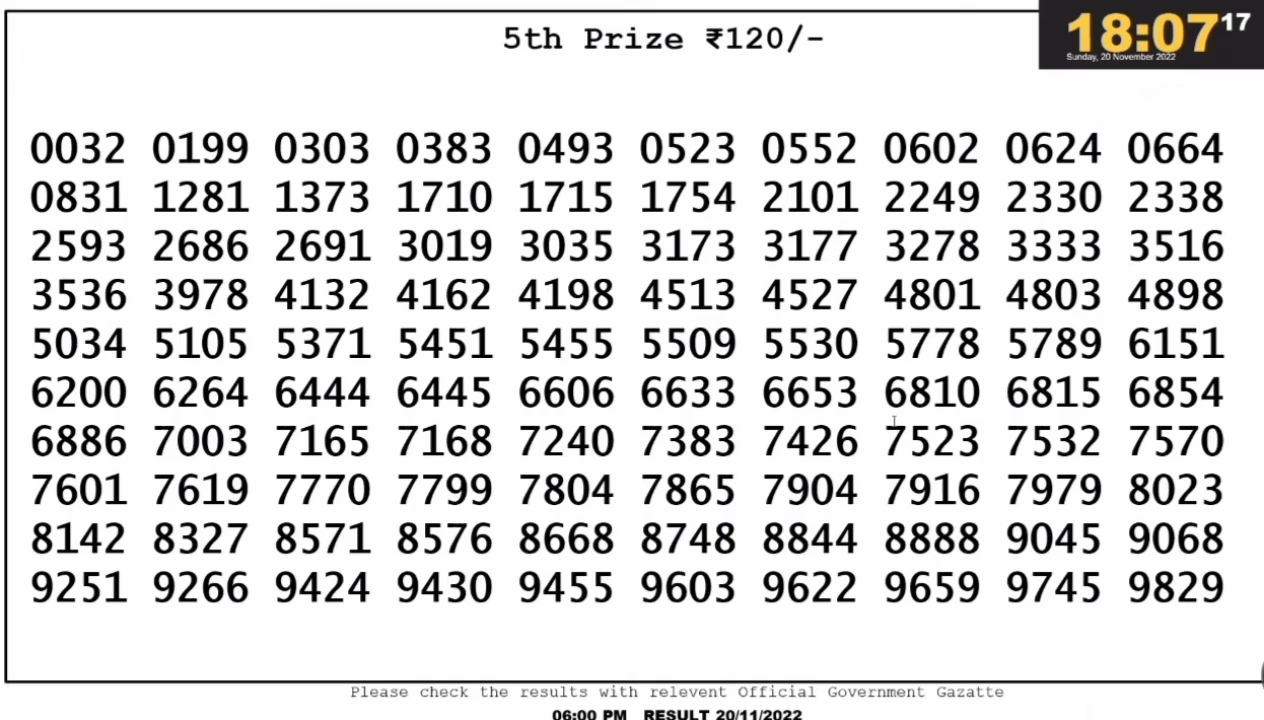 18:07 17
Sunday, 20 November 2022
5th Prize ₹120/-
0032 0199 0303 0383 0493 0523 0552 0602 0624 0664
0831 1281 1373 1710 1715 1754 2101 2249 2330 2338
2593 2686 2691 3019 3035 3173 3177 3278 3333 3516
3536 3978 4132 4162 4198 4513 4527 4801 4803 4898
5034 5105 5371 5451 5455 5509 5530 5778 5789 6151
6200 6264 6444 6445 6606 6633 6653 6810 6815 6854
6886 7003 7165 7168 7240 7383 7426 7523 7532 7570
7601 7619 7770 7799 7804 7865 7904 7916 7979 8023
8142 8327 8571 8576 8668 8748 8844 8888 9045 9068
9251 9266 9424 9430 9455 9603 9622 9659 9745 9829
Please check the results with relevent Official Government Gazatte
06:00 PM RESULT 20/11/2022